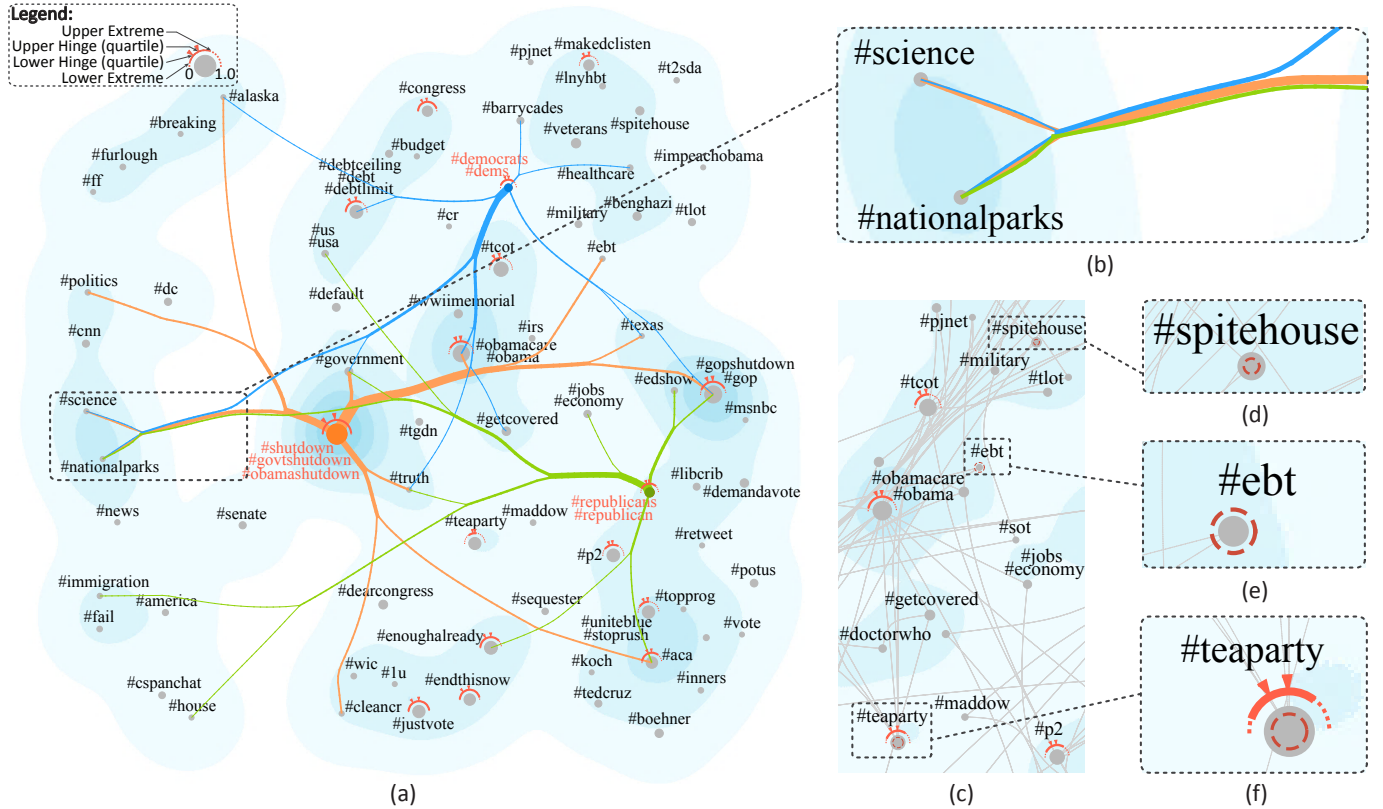 Legend:
Upper Extreme
Upper Hinge (quartile)
Lower Hinge (quartile)
Lower Extreme
0 1.0
#alaska
#breaking
#furlough
#ff
#congress
#budget
#debtceiling
#debt
#debtlimit
#us
#usa
#cr
#default
#pjnet
#makedclisten
#lnyhbt
#t2sda
#barrycades
#veterans
#spitehouse
#democrats
#dems
#healthcare
#impeachobama
#military
#benghazi
#tlot
#tcot
#ebt
#politics
#dc
#cnn
#wwiimemorial
#irs
#texas
#government
#obamacare
#obama
#gopshutdown
#gop
#edshow
#jobs
#economy
#msnbc
#science
#nationalparks
#getcovered
#tgdn
#shutdown
#govtshutdown
#obamashutdown
#truth
#republicans
#republican
#libcrib
#demandavote
#news
#senate
#teaparty
#maddow
#p2
#retweet
#potus
#immigration
#america
#fail
#dearcongress
#sequester
#enoughalready
#uniteblue
#stoprush
#topprog
#vote
#wic
#1u
#endthisnow
#koch
#tedcruz
#aca
#inners
#cspanchat
#house
#cleancr
#justvote
#boehner
(a)
#science
#nationalparks
(b)
#pjnet
#spitehouse
#military
#tlot
#tcot
#ebt
#obamacare
#obama
#sot
#jobs
#economy
#getcovered
#doctorwho
#maddow
#teaparty
#p2
(c)
#spitehouse
(d)
#ebt
(e)
#teaparty
(f)